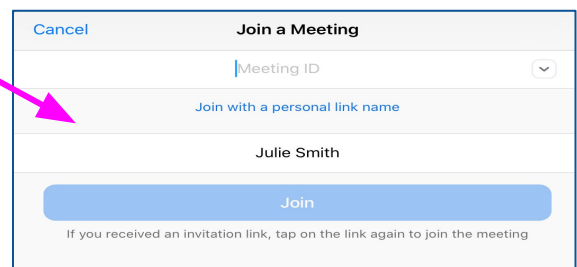 Cancel Join a Meeting
Meeting ID
Join with a personal link name
Julie Smith
Join
If you received an invitation link, tap on the link again to join the meeting